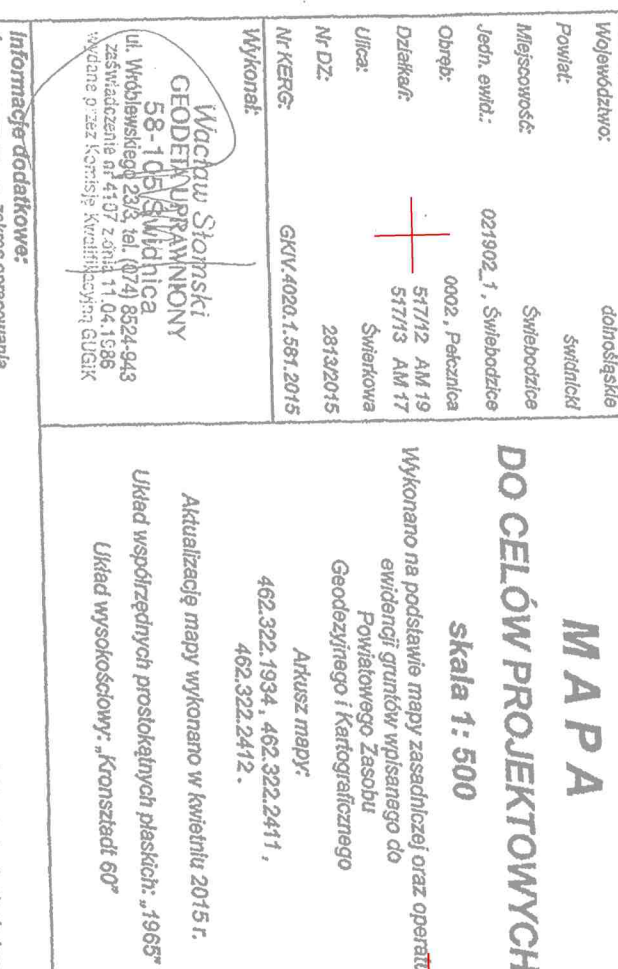 Województwo: dolnośląskie
Powiat: świdnicki
Miejscowość: Świebodzice
Jedn. ewid.: 021902_1 , Świebodzice
Obręb: 0002 , Pełcznica
Działka/i: 517/12 AM 19
517/13 AM 17
Ulica: Świerkowa
Nr DZ: 2813/2015
Nr KERG: GKIV.4020.1.581.2015
Wykonał:
Wacław Słomski
GEODETA UPRAWNIONY
58-105 Świdnica
ul. Wróblewskiego 23/3, tel. (074) 8524-943
zaświadczenie nr 4107 z dnia 11.04.1986
wydane przez Komisję Kwalifikacyjną GUGiK
Informacje dodatkowe:
zakres opracowania
M A P A
DO CELÓW PROJEKTOWYCH
skala 1: 500
Wykonano na podstawie mapy zasadniczej oraz operatu
ewidencji gruntów wpisanego do
Powiatowego Zasobu
Geodezyjnego i Kartograficznego
Arkusz mapy:
462.322.1934 , 462.322.2411 ,
462.322.2412 .
Aktualizację mapy wykonano w kwietniu 2015 r.
Układ współrzędnych prostokątnych płaskich: „1965”
Układ wysokościowy: „Kronsztadt 60”